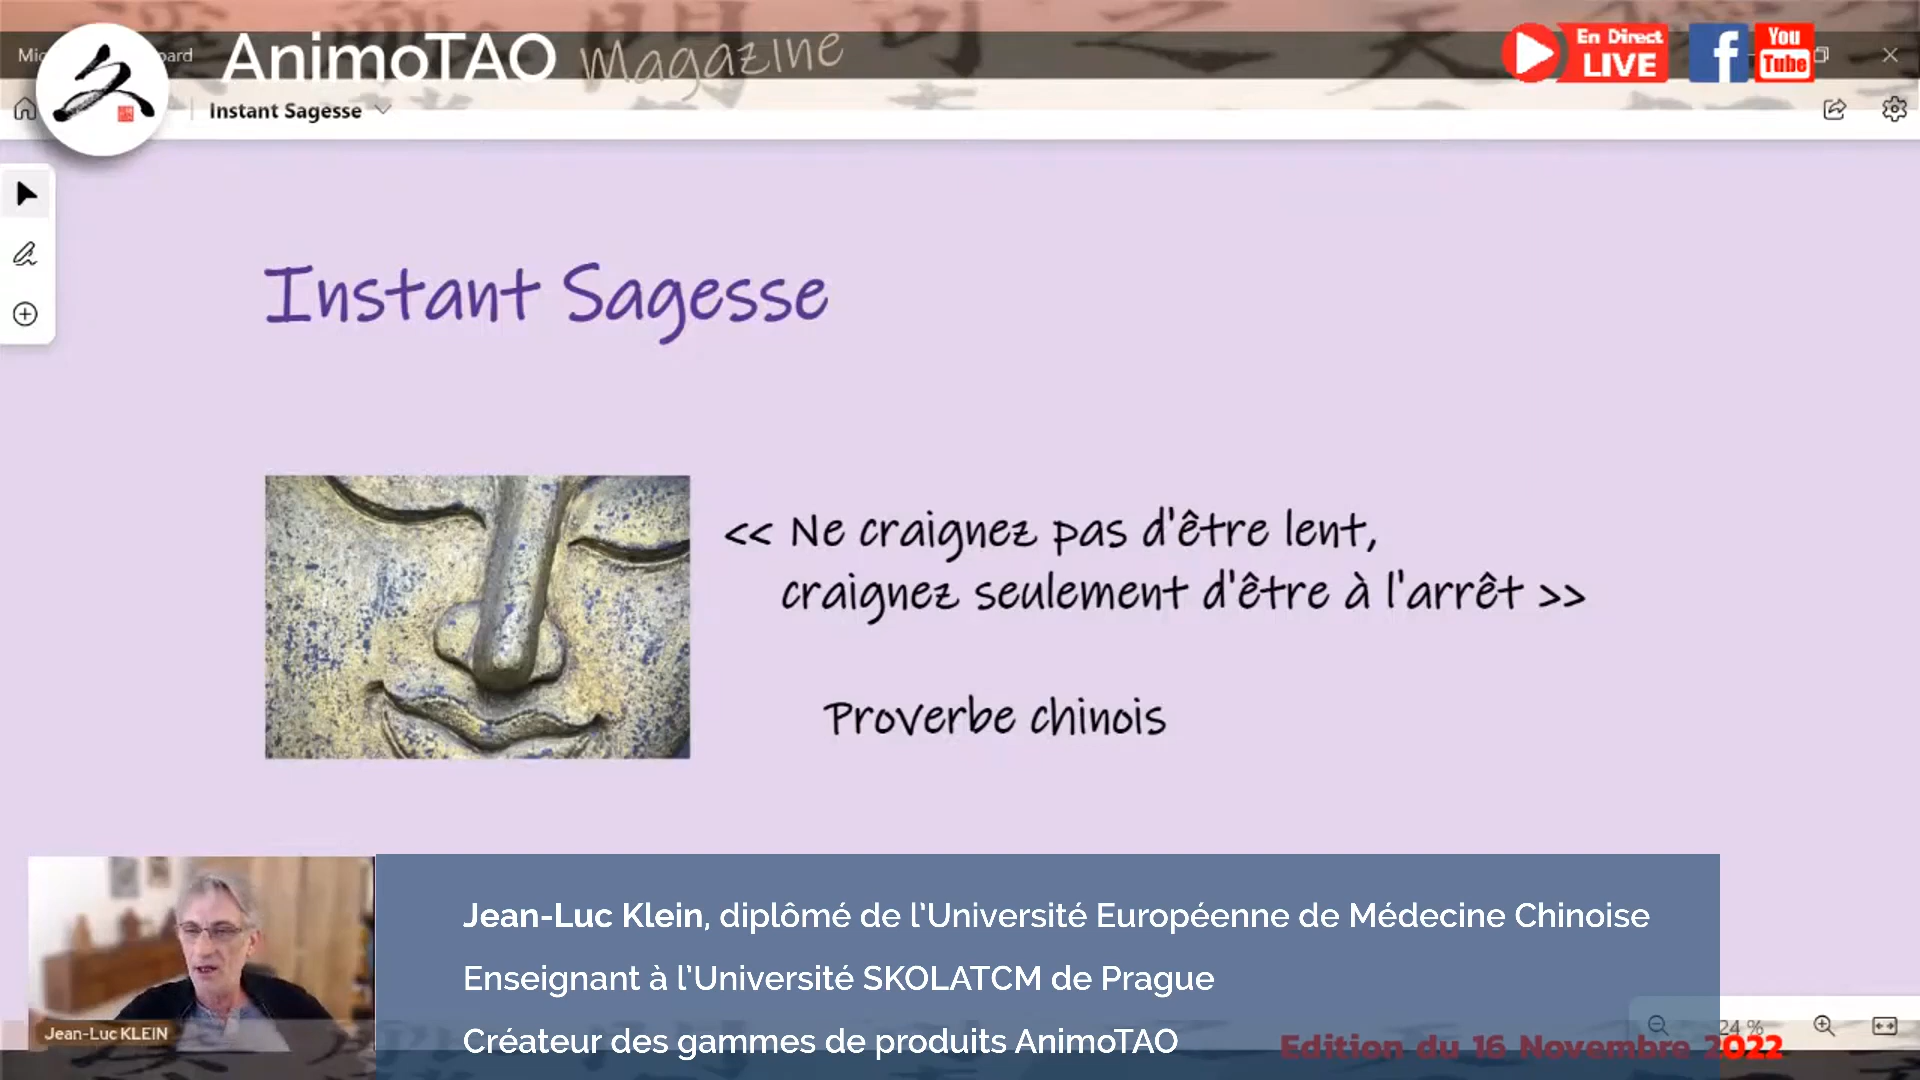 AnimoTAO Magazine
En Direct
LIVE
You
Tube
Instant Sagesse
Instant Sagesse
<< Ne craignez pas d'être lent,
craignez seulement d'être à l'arrêt >>
Proverbe chinois
Jean-Luc KLEIN
Jean-Luc Klein, diplômé de l'Université Européenne de Médecine Chinoise
Enseignant à l'Université SKOLATCM de Prague
Créateur des gammes de produits AnimoTAO
24 %
Edition du 16 Novembre 2022